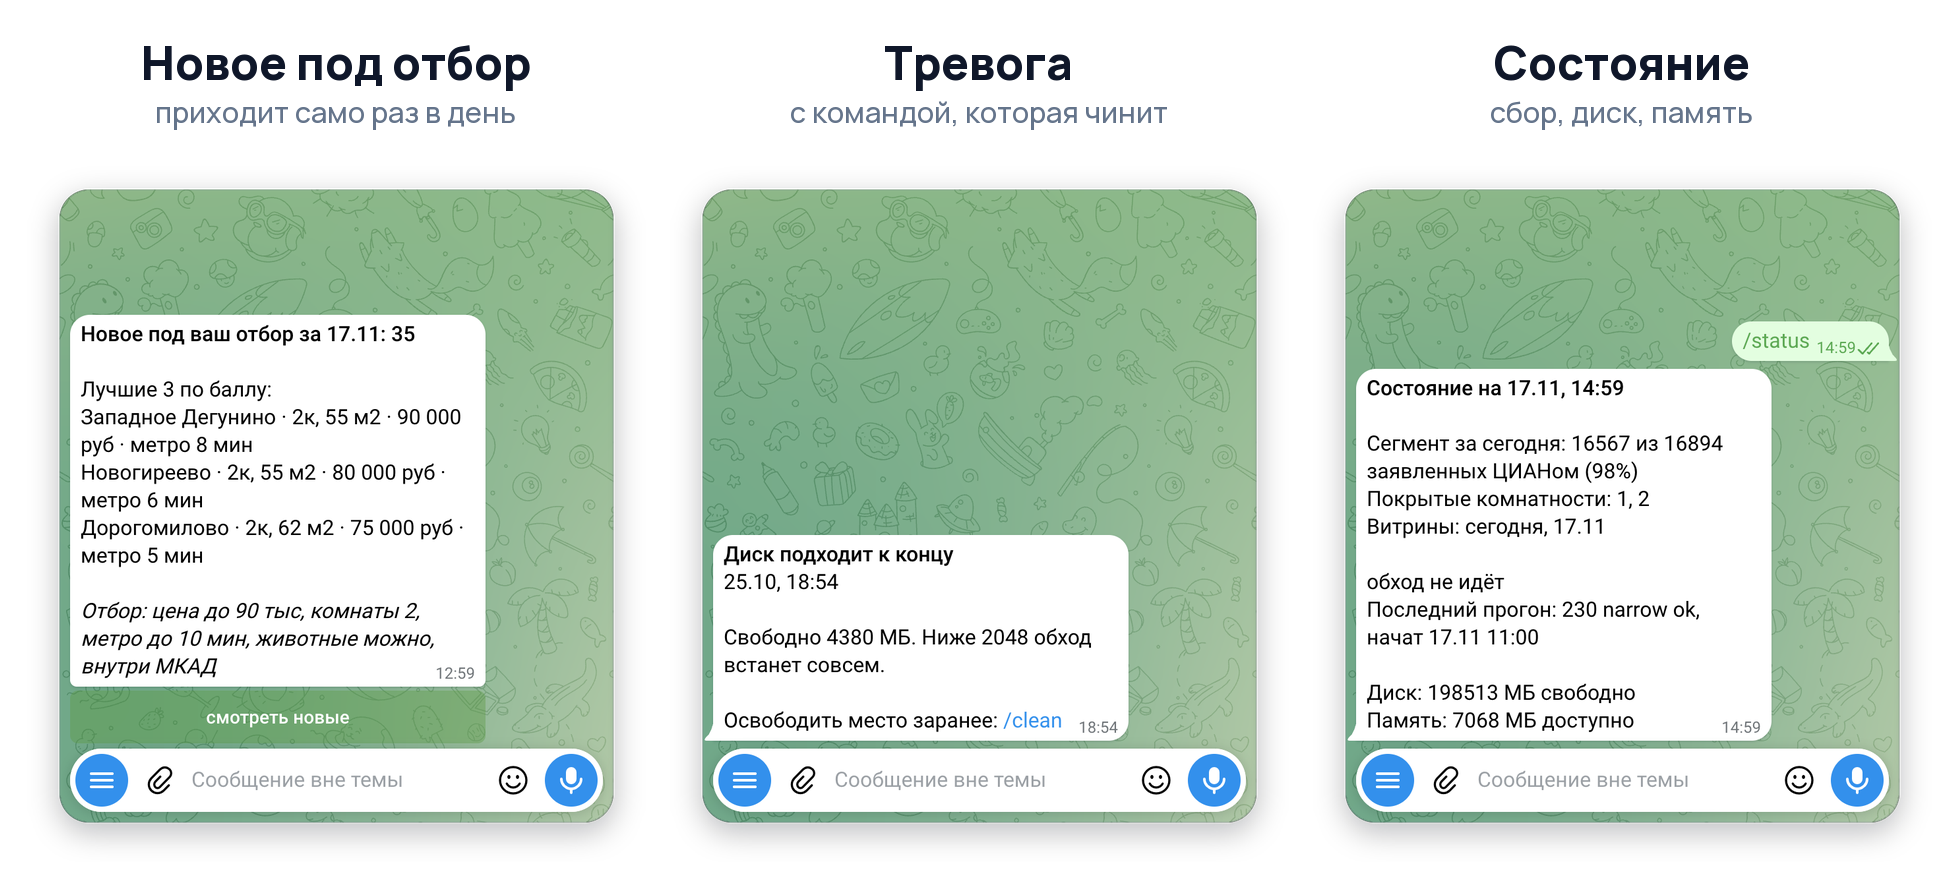 Новое под отбор
приходит само раз в день
Новое под ваш отбор за 17.11: 35
Лучшие 3 по баллу:
Западное Дегунино · 2к, 55 м2 · 90 000
руб · метро 8 мин
Новогиреево · 2к, 55 м2 · 80 000 руб ·
метро 6 мин
Дорогомилово · 2к, 62 м2 · 75 000 руб ·
метро 5 мин
Отбор: цена до 90 тыс, комнаты 2,
метро до 10 мин, животные можно,
внутри МКАД
12:59
смотреть новые
Сообщение вне темы
Тревога
с командой, которая чинит
Диск подходит к концу
25.10, 18:54
Свободно 4380 МБ. Ниже 2048 обход
встанет совсем.
Освободить место заранее: /clean
18:54
Сообщение вне темы
Состояние
сбор, диск, память
/status 14:59
Состояние на 17.11, 14:59
Сегмент за сегодня: 16567 из 16894
заявленных ЦИАНом (98%)
Покрытые комнатности: 1, 2
Витрины: сегодня, 17.11
обход не идёт
Последний прогон: 230 narrow ok,
начат 17.11 11:00
Диск: 198513 МБ свободно
Память: 7068 МБ доступно
14:59
Сообщение вне темы